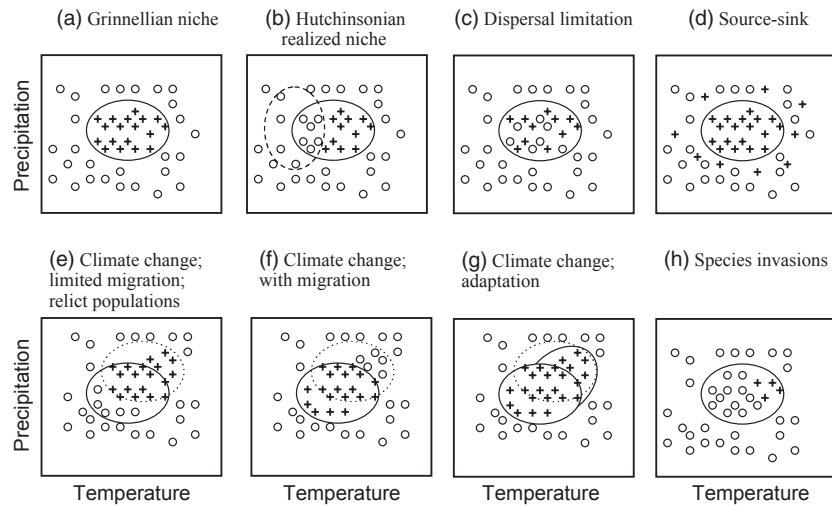 (a) Grinnellian niche
(b) Hutchinsonian
realized niche
(c) Dispersal limitation
(d) Source-sink
Precipitation
(e) Climate change;
limited migration;
relict populations
(f) Climate change;
with migration
(g) Climate change;
adaptation
(h) Species invasions
Precipitation
Temperature
Temperature
Temperature
Temperature